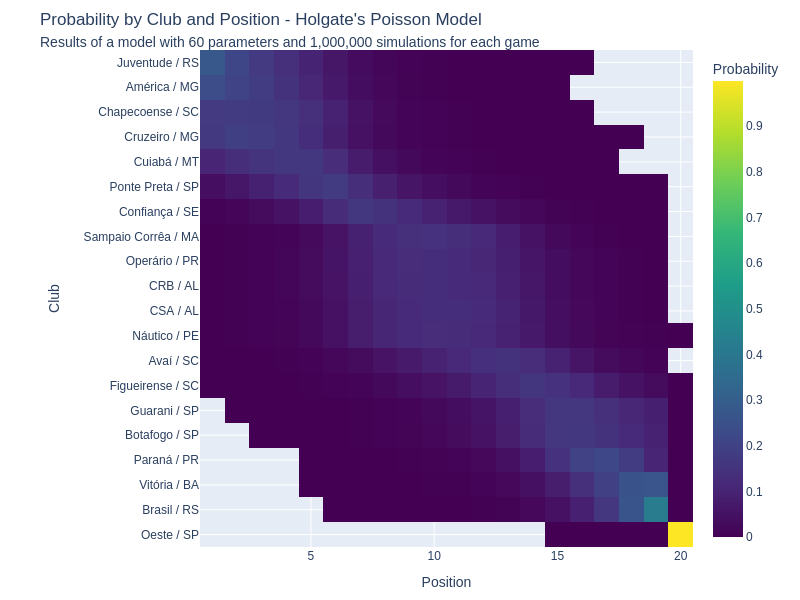 Probability by Club and Position - Holgate's Poisson Model
Results of a model with 60 parameters and 1,000,000 simulations for each game
Probability
Club
Juventude / RS
América / MG
Chapecoense / SC
Cruzeiro / MG
Cuiabá / MT
Ponte Preta / SP
Confiança / SE
Sampaio Corrêa / MA
Operário / PR
CRB / AL
CSA / AL
Náutico / PE
Avaí / SC
Figueirense / SC
Guarani / SP
Botafogo / SP
Paraná / PR
Vitória / BA
Brasil / RS
Oeste / SP
0.9
0.8
0.7
0.6
0.5
0.4
0.3
0.2
0.1
0
5 10 15 20
Position